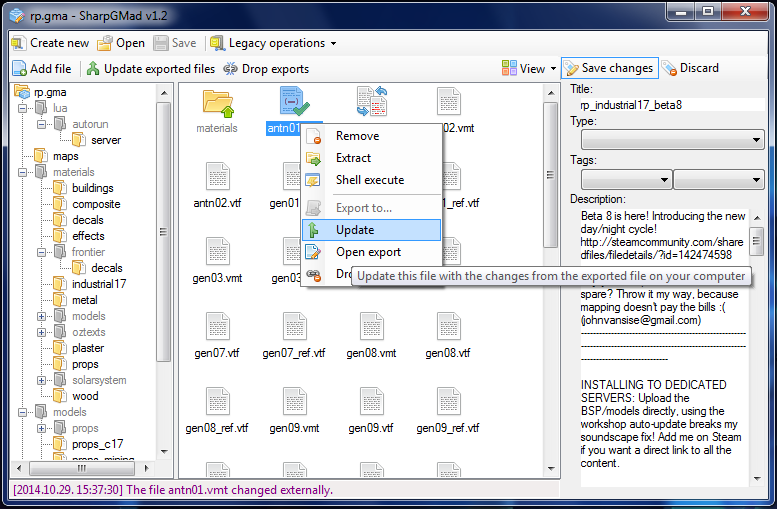 rp.gma - SharpGMad v1.2
Create new Open Save Legacy operations
Add file Update exported files Drop exports View Save changes Discard
rp.gma
lua
autorun
server
maps
materials
buildings
composite
decals
effects
frontier
decals
industrial17
metal
models
oztexts
plaster
props
solarsystem
wood
models
props
props_c17
props_mining
materials antn01 02.vmt
antn02.vtf gen01 1_ref.vtf
gen03.vmt
gen07.vtf gen07_ref.vtf gen08.vmt gen08.vtf
gen08_ref.vtf gen09.vmt gen09.vtf gen09_ref.vtf
Remove
Extract
Shell execute
Export to...
Update
Open export
Dro
Update this file with the changes from the exported file on your computer
Title:
rp_industrial17_beta8
Type:
Tags:
Description:
Beta 8 is here! Introducing the new
day/night cycle!
http://steamcommunity.com/share
dfiles/filedetails/?id=142474598
spare? Throw it my way, because
mapping doesn't pay the bills :(
(johnvansise@gmail.com)
INSTALLING TO DEDICATED
SERVERS: Upload the
BSP/models directly, using the
workshop auto-update breaks my
soundscape fix! Add me on Steam
if you want a direct link to all the
content.
[2014.10.29. 15:37:30] The file antn01.vmt changed externally.